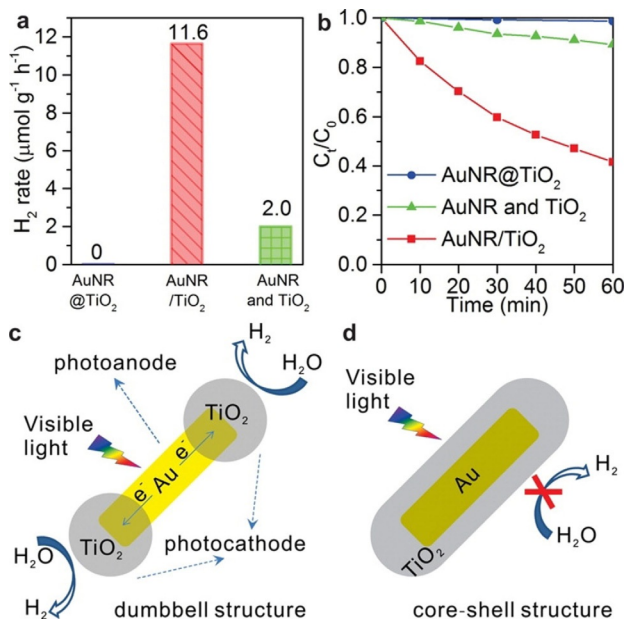 a
H₂ rate (μmol g⁻¹ h⁻¹)
12
10
8
6
4
2
0
0
11.6
2.0
AuNR
@TiO₂
AuNR
/TiO₂
AuNR
and TiO₂
b
Cₜ/C₀
1.0
0.8
0.6
0.4
0.2
0.0
AuNR@TiO₂
AuNR and TiO₂
AuNR/TiO₂
0 10 20 30 40 50 60
Time (min)
c
photoanode
Visible
light
H₂
H₂O
TiO₂
e⁻
Au
e⁻
TiO₂
photocathode
H₂O
H₂
dumbbell structure
d
Visible
light
Au
TiO₂
H₂
H₂O
core-shell structure